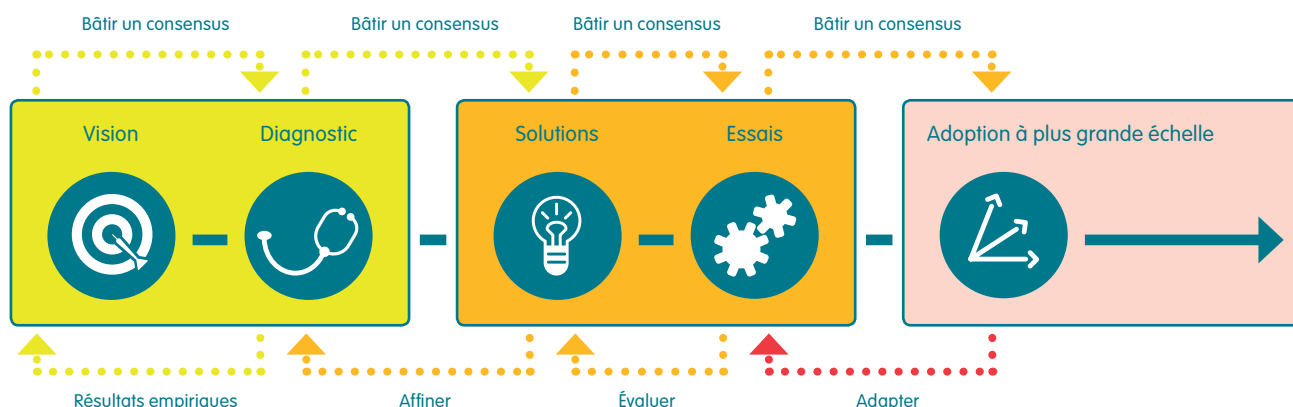 Bâtir un consensus
Bâtir un consensus
Bâtir un consensus
Bâtir un consensus
Vision
Diagnostic
Solutions
Essais
Adoption à plus grande échelle
Résultats empiriques
Affiner
Évaluer
Adapter